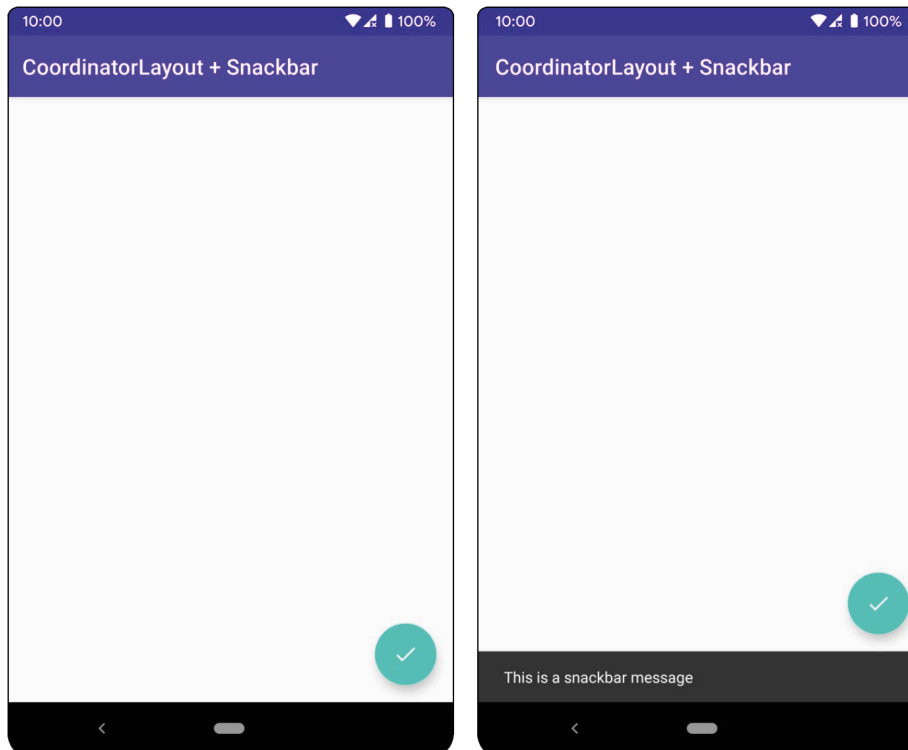 10:00 100%
CoordinatorLayout + Snackbar
10:00 100%
CoordinatorLayout + Snackbar
This is a snackbar message